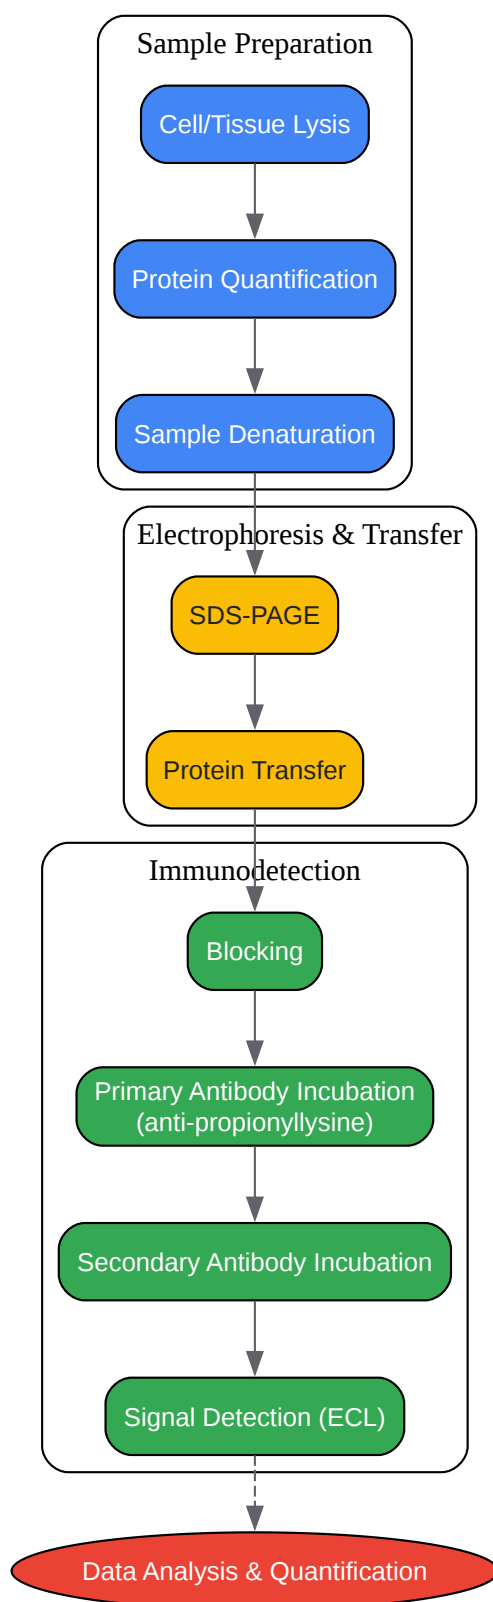 Sample Preparation
Cell/Tissue Lysis
Protein Quantification
Sample Denaturation
Electrophoresis & Transfer
SDS-PAGE
Protein Transfer
Immunodetection
Blocking
Primary Antibody Incubation
(anti-propionyllysine)
Secondary Antibody Incubation
Signal Detection (ECL)
Data Analysis & Quantification